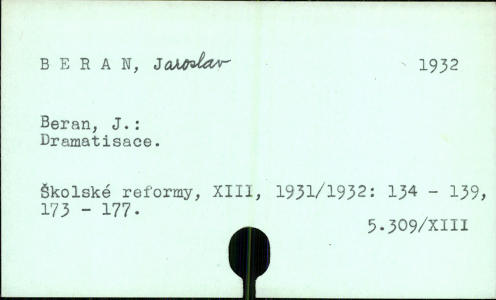 B E R A N, Jaroslav 1932
Beran, J.:
Dramatisace.
Školské reformy, XIII, 1931/1932: 134 - 139,
173 - 177.
5.309/XIII